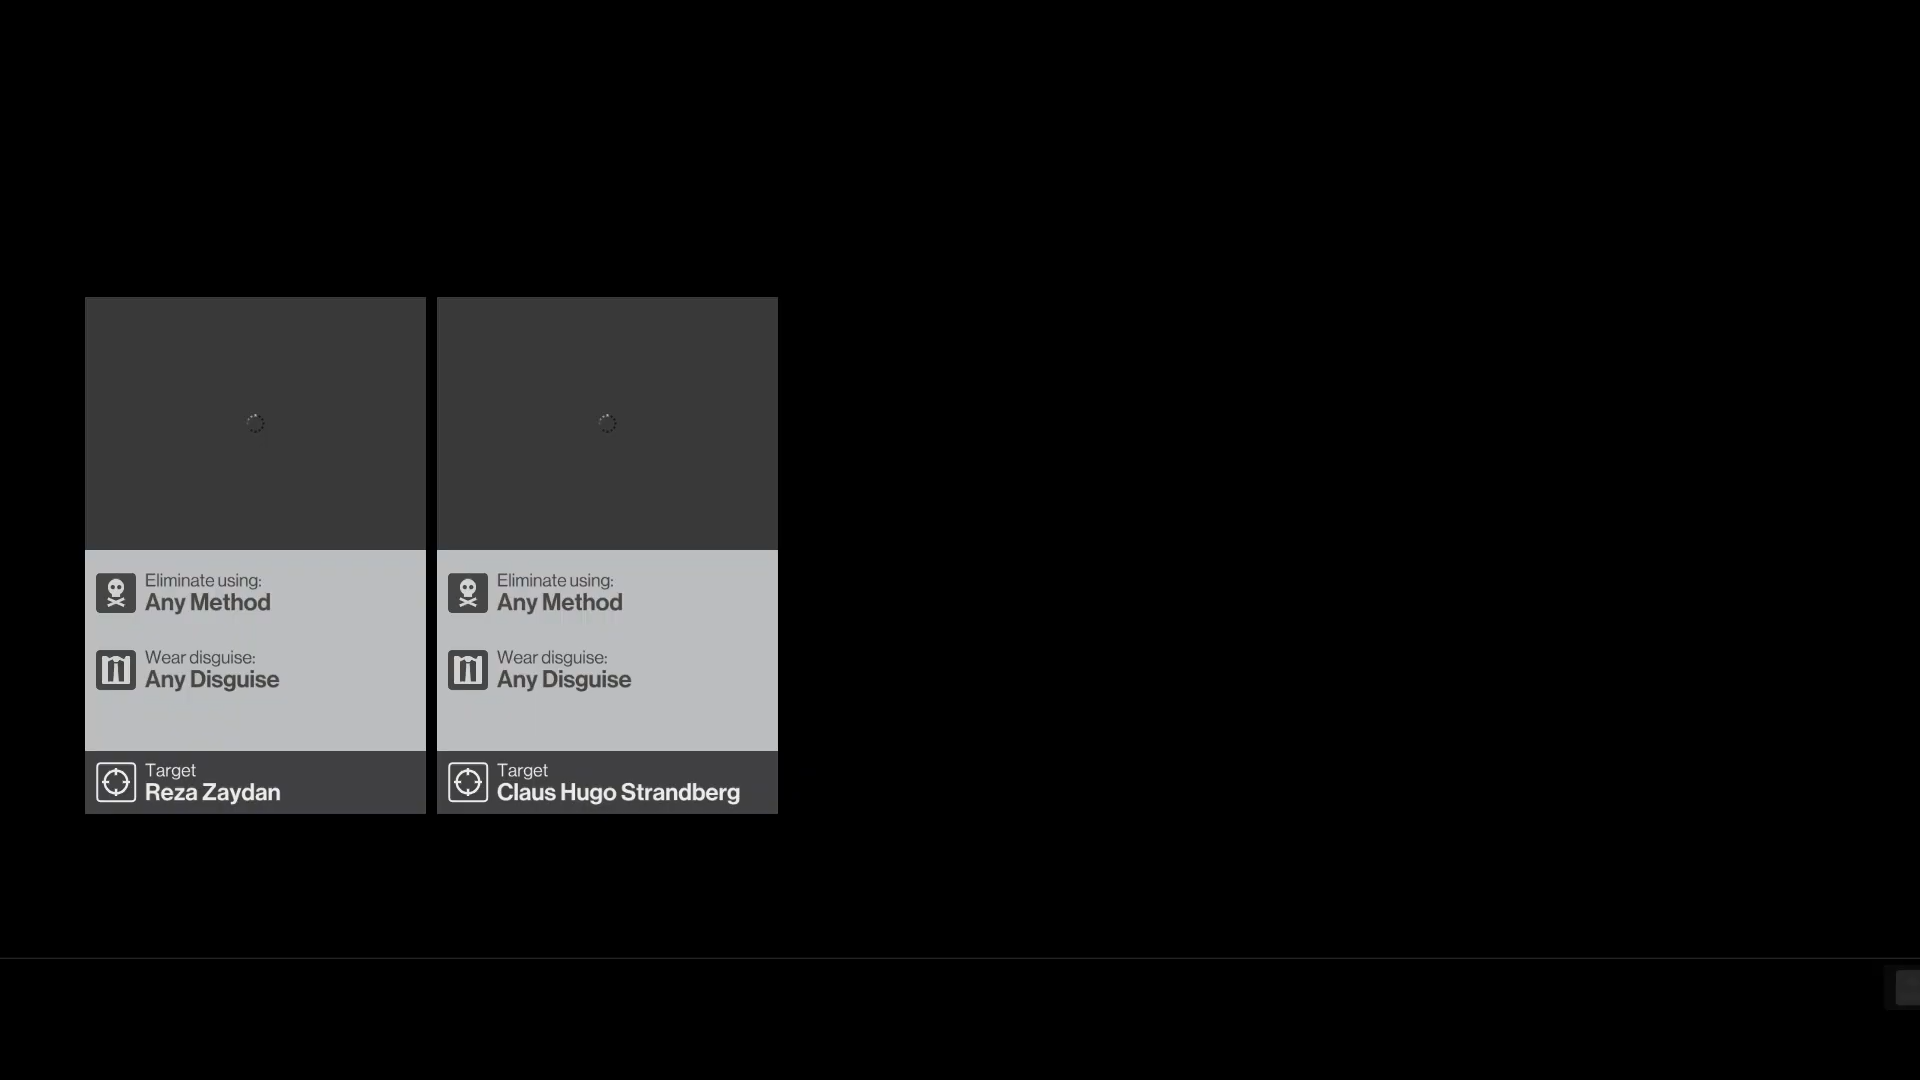 Eliminate using:
Any Method
Wear disguise:
Any Disguise
Target
Reza Zaydan
Eliminate using:
Any Method
Wear disguise:
Any Disguise
Target
Claus Hugo Strandberg